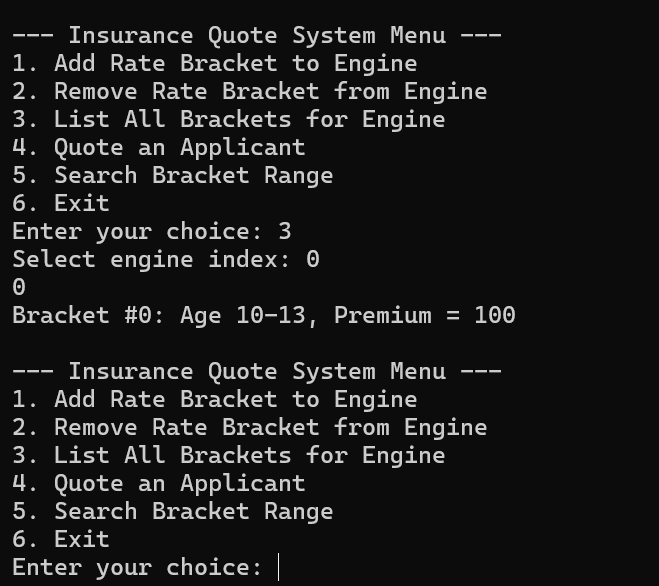 --- Insurance Quote System Menu ---
1. Add Rate Bracket to Engine
2. Remove Rate Bracket from Engine
3. List All Brackets for Engine
4. Quote an Applicant
5. Search Bracket Range
6. Exit
Enter your choice: 3
Select engine index: 0
0
Bracket #0: Age 10-13, Premium = 100
--- Insurance Quote System Menu ---
1. Add Rate Bracket to Engine
2. Remove Rate Bracket from Engine
3. List All Brackets for Engine
4. Quote an Applicant
5. Search Bracket Range
6. Exit
Enter your choice: